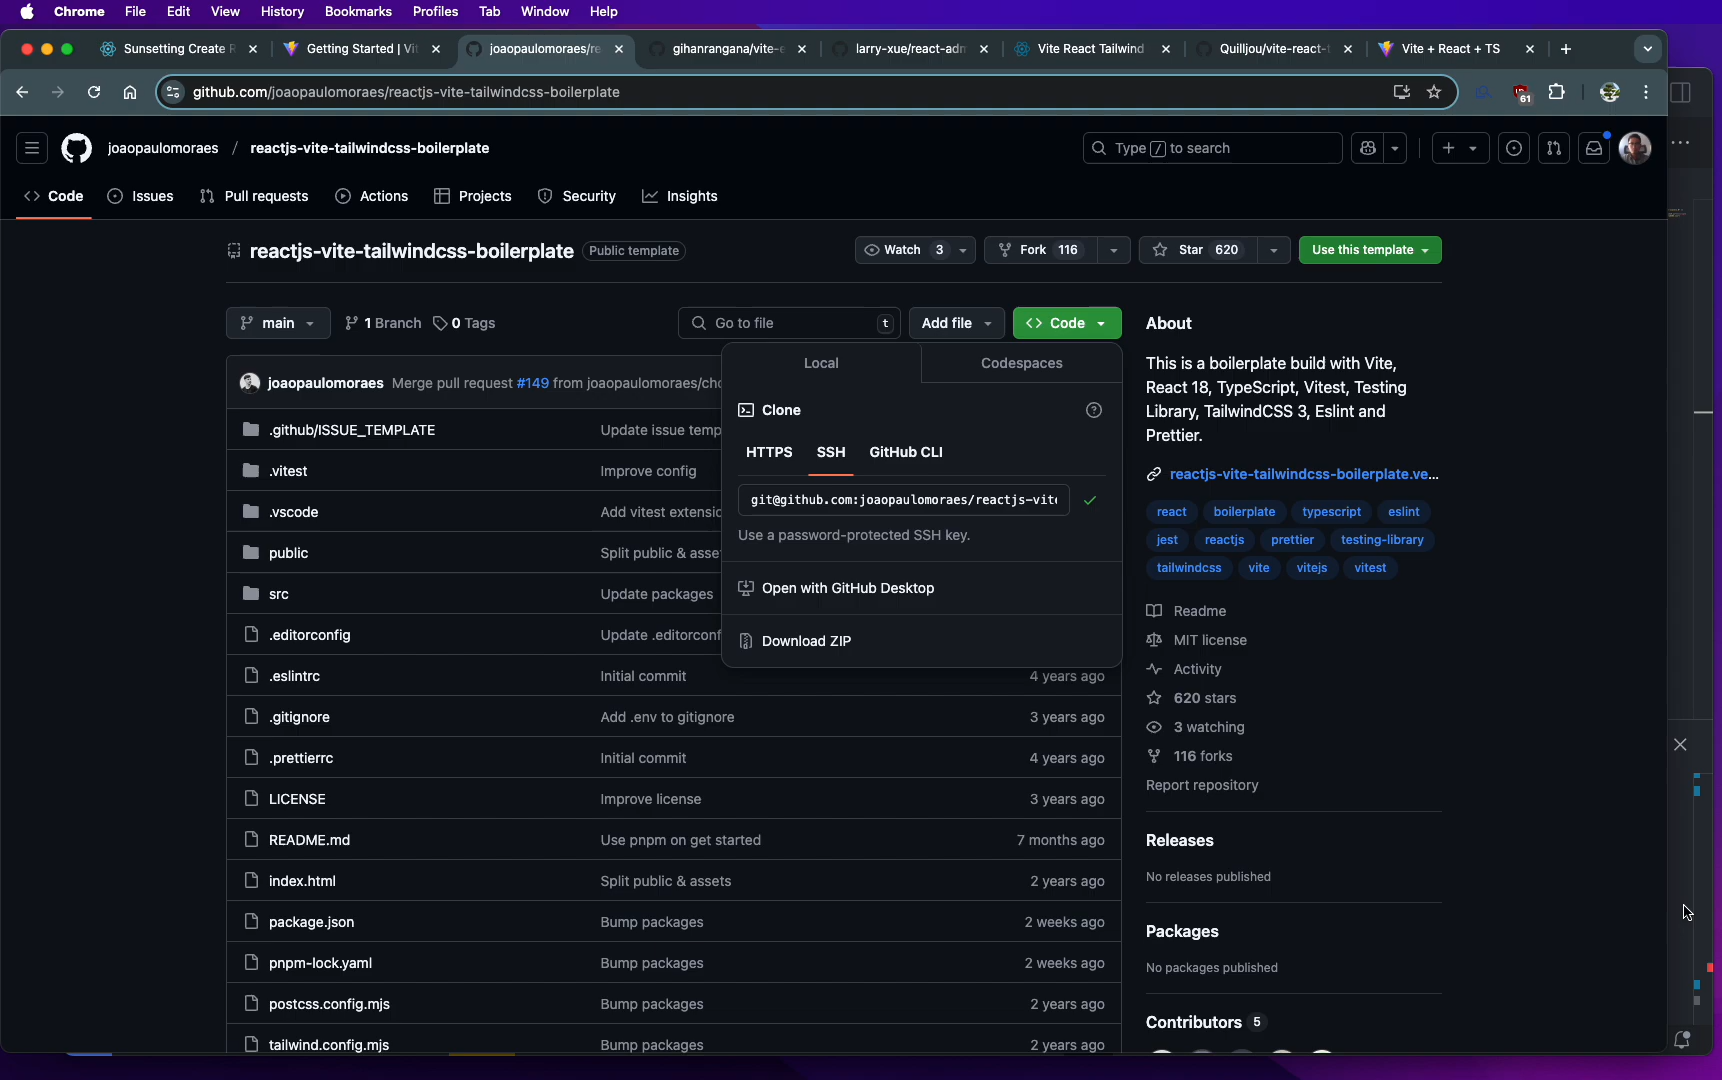 Chrome File Edit View History Bookmarks Profiles Tab Window Help
Sunsetting Create R
Getting Started | Vit
joaopaulomoraes/re
gihanrangana/vite-e
larry-xue/react-adm
Vite React Tailwind
Quilljou/vite-react-t
Vite + React + TS
github.com/joaopaulomoraes/reactjs-vite-tailwindcss-boilerplate
61
joaopaulomoraes / reactjs-vite-tailwindcss-boilerplate
Type / to search
Code Issues Pull requests Actions Projects Security Insights
reactjs-vite-tailwindcss-boilerplate Public template
Watch 3 Fork 116 Star 620 Use this template
main 1 Branch 0 Tags
Go to file t Add file <> Code
joaopaulomoraes Merge pull request #149 from joaopaulomoraes/cho
.github/ISSUE_TEMPLATE Update issue temp
.vitest Improve config
.vscode Add vitest extensio
public Split public & asse
src Update packages
.editorconfig Update .editorconf
.eslintrc Initial commit 4 years ago
.gitignore Add .env to gitignore 3 years ago
.prettierrc Initial commit 4 years ago
LICENSE Improve license 3 years ago
README.md Use pnpm on get started 7 months ago
index.html Split public & assets 2 years ago
package.json Bump packages 2 weeks ago
pnpm-lock.yaml Bump packages 2 weeks ago
postcss.config.mjs Bump packages 2 years ago
tailwind.config.mjs Bump packages 2 years ago
Local Codespaces
Clone
HTTPS SSH GitHub CLI
git@github.com:joaopaulomoraes/reactjs-vite
Use a password-protected SSH key.
Open with GitHub Desktop
Download ZIP
About
This is a boilerplate build with Vite,
React 18, TypeScript, Vitest, Testing
Library, TailwindCSS 3, Eslint and
Prettier.
reactjs-vite-tailwindcss-boilerplate.ve...
react boilerplate typescript eslint
jest reactjs prettier testing-library
tailwindcss vite vitejs vitest
Readme
MIT license
Activity
620 stars
3 watching
116 forks
Report repository
Releases
No releases published
Packages
No packages published
Contributors 5